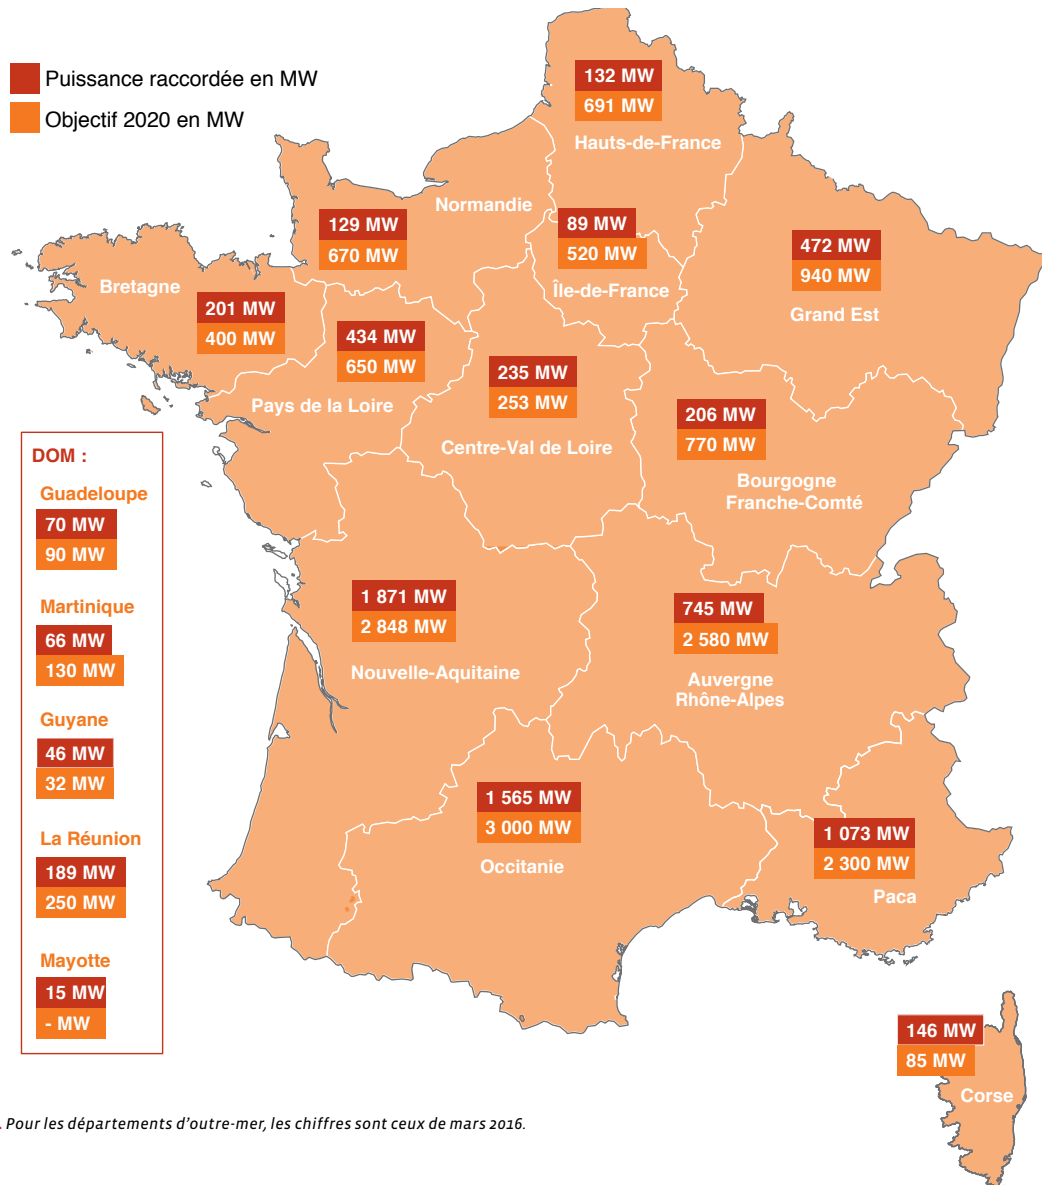 Puissance raccordée en MW
Objectif 2020 en MW
132 MW
691 MW
Hauts-de-France
Normandie
129 MW
670 MW
89 MW
520 MW
Île-de-France
472 MW
940 MW
Grand Est
Bretagne
201 MW
400 MW
434 MW
650 MW
Pays de la Loire
235 MW
253 MW
Centre-Val de Loire
206 MW
770 MW
Bourgogne
Franche-Comté
DOM :
Guadeloupe
70 MW
90 MW
Martinique
66 MW
130 MW
Guyane
46 MW
32 MW
La Réunion
189 MW
250 MW
Mayotte
15 MW
- MW
1 871 MW
2 848 MW
Nouvelle-Aquitaine
745 MW
2 580 MW
Auvergne
Rhône-Alpes
1 565 MW
3 000 MW
Occitanie
1 073 MW
2 300 MW
Paca
146 MW
85 MW
Corse
. Pour les départements d'outre-mer, les chiffres sont ceux de mars 2016.